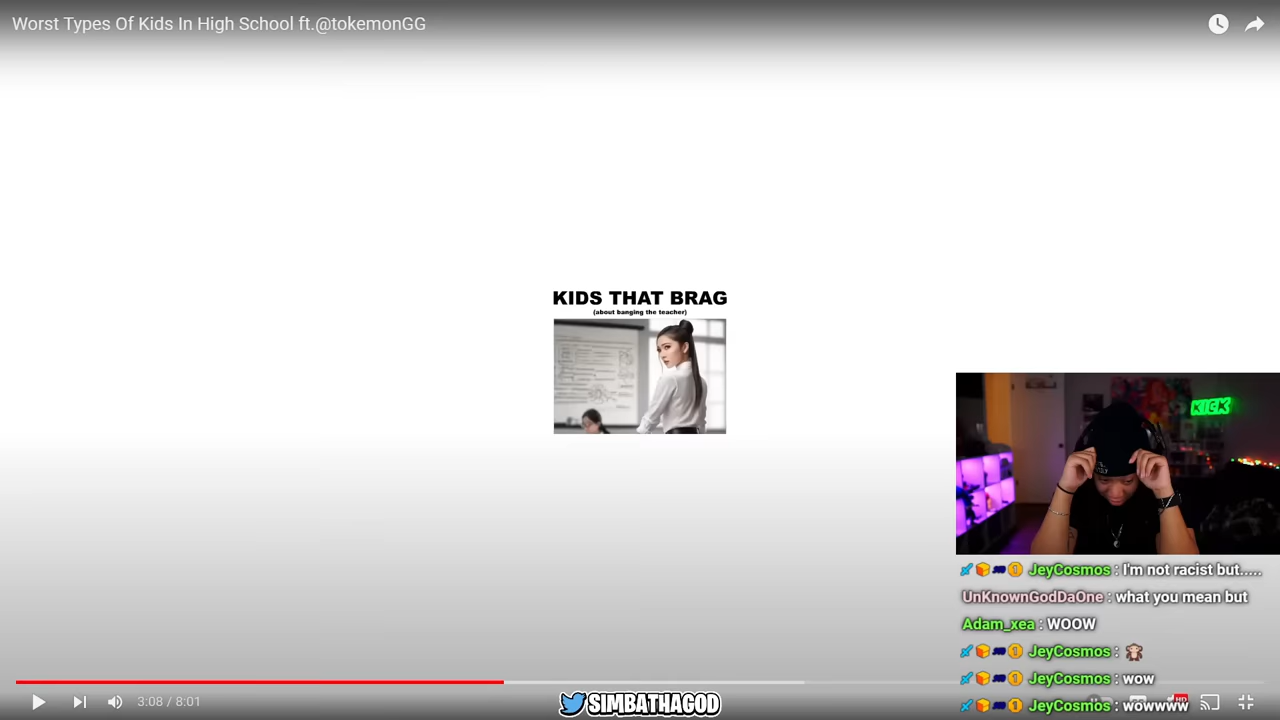 Worst Types Of Kids In High School ft.@tokemonGG
KIDS THAT BRAG
(about banging the teacher)
KICK
JeyCosmos : I'm not racist but.....
UnKnownGodDaOne : what you mean but
Adam_xea : WOOW
JeyCosmos :
JeyCosmos : wow
JeyCosmos : wowwww
HD
3:08 / 8:01
SIMBATHAGOD